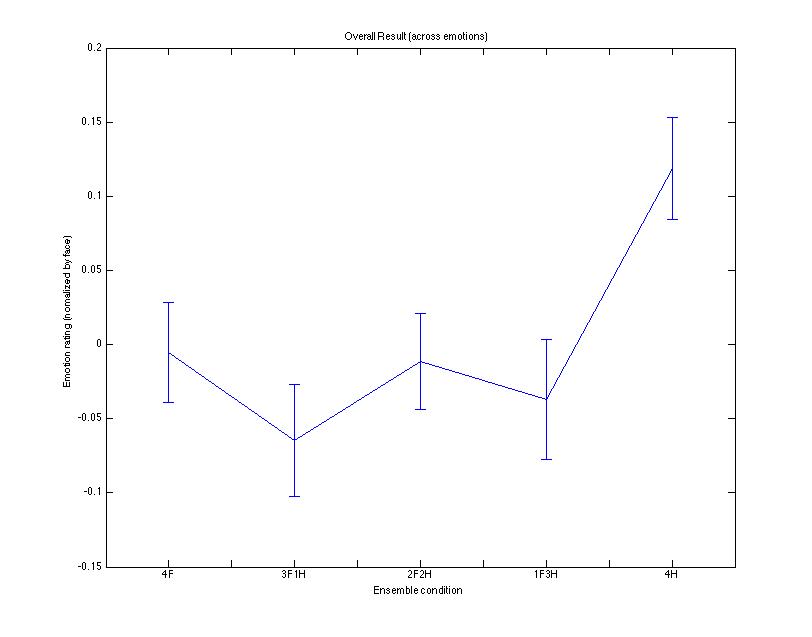 Overall Result (across emotions)
0.2
0.15
0.1
0.05
0
-0.05
-0.1
-0.15
Emotion rating (nomalized by face)
4F
3F1H
2F2H
1F3H
4H
Ensemble condition